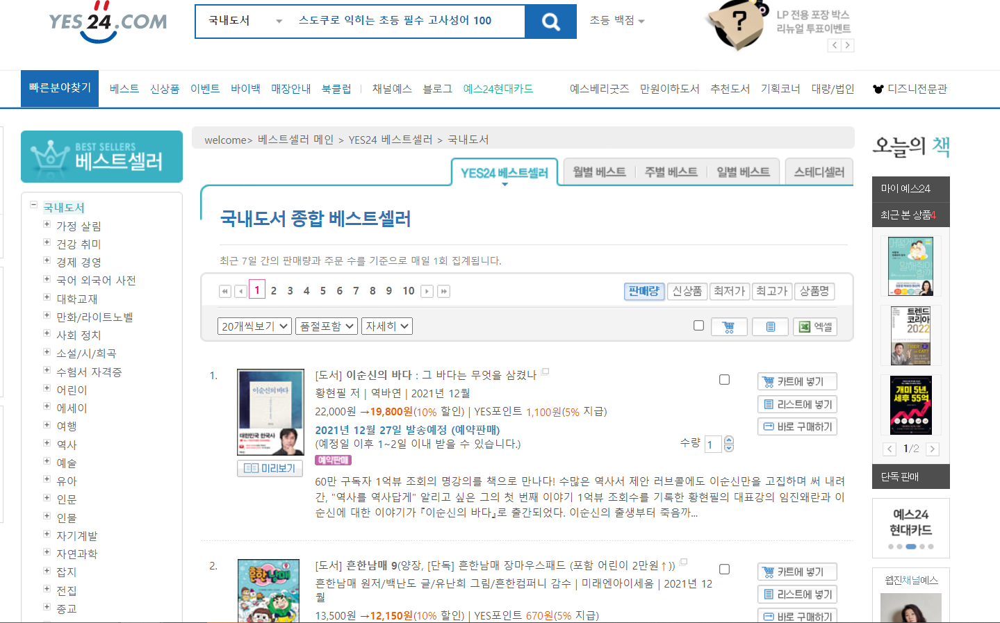 YES 24 .COM
국내도서
스도쿠로 익히는 초등 필수 고사성어 100
초등 백점
?
LP 전용 포장 박스
리뉴얼 투표이벤트
빠른분야찾기
베스트 신상품 이벤트 바이백 매장안내 북클럽 | 채널예스 블로그 예스24현대카드
예스베리굿즈 만원이하도서 추천도서 기획코너 대량/법인 디즈니전문관
BEST SELLERS
베스트셀러
국내도서
가정 살림
건강 취미
경제 경영
국어 외국어 사전
대학교재
만화/라이트노벨
사회 정치
소설/시/희곡
수험서 자격증
어린이
에세이
여행
역사
예술
유아
인문
인물
자기계발
자연과학
잡지
전집
종교
welcome> 베스트셀러 메인 > YES24 베스트셀러 > 국내도서
YES24 베스트셀러 월별 베스트 주별 베스트 일별 베스트 스테디셀러
국내도서 종합 베스트셀러
최근 7일 간의 판매량과 주문 수를 기준으로 매일 1회 집계됩니다.
1 2 3 4 5 6 7 8 9 10
판매량 신상품 최저가 최고가 상품명
20개씩보기 품절포함 자세히
엑셀
1.
이순신의 바다
대한민국 한국사
미리보기
[도서] 이순신의 바다 : 그 바다는 무엇을 삼켰나
황현필 저 | 역바연 | 2021년 12월
22,000원 →19,800원(10% 할인) | YES포인트 1,100원(5% 지급)
2021년 12월 27일 발송예정 (예약판매)
(예정일 이후 1~2일 이내 받을 수 있습니다.)
예약판매
수량 1
카트에 넣기
리스트에 넣기
바로 구매하기
60만 구독자 1억뷰 조회의 명강의를 책으로 만나다! 수많은 역사서 제안 러브콜에도 이순신만을 고집하며 써 내려
간, "역사를 역사답게" 알리고 싶은 그의 첫 번째 이야기 1억뷰 조회수를 기록한 황현필의 대표강의 임진왜란과 이
순신에 대한 이야기가 『이순신의 바다』로 출간되었다. 이순신의 출생부터 죽음까...
2.
흔한남매 9
[도서] 흔한남매 9(양장, [단독] 흔한남매 장마우스패드 (포함 어린이 2만원↑))
흔한남매 원저/백난도 글/유난희 그림/흔한컴퍼니 감수 | 미래엔아이세움 | 2021년 12
월
13,500원 →12,150원(10% 할인) | YES포인트 670원(5% 지급)
카트에 넣기
리스트에 넣기
바로 구매하기
오늘의 책
마이 예스24
최근 본 상품4
어떻게
말해줘야
할까
트렌드
코리아
2022
TIGER
or CAT?
개미 5년,
세후 55억
1/2
단독 판매
예스24
현대카드
웹진채널예스